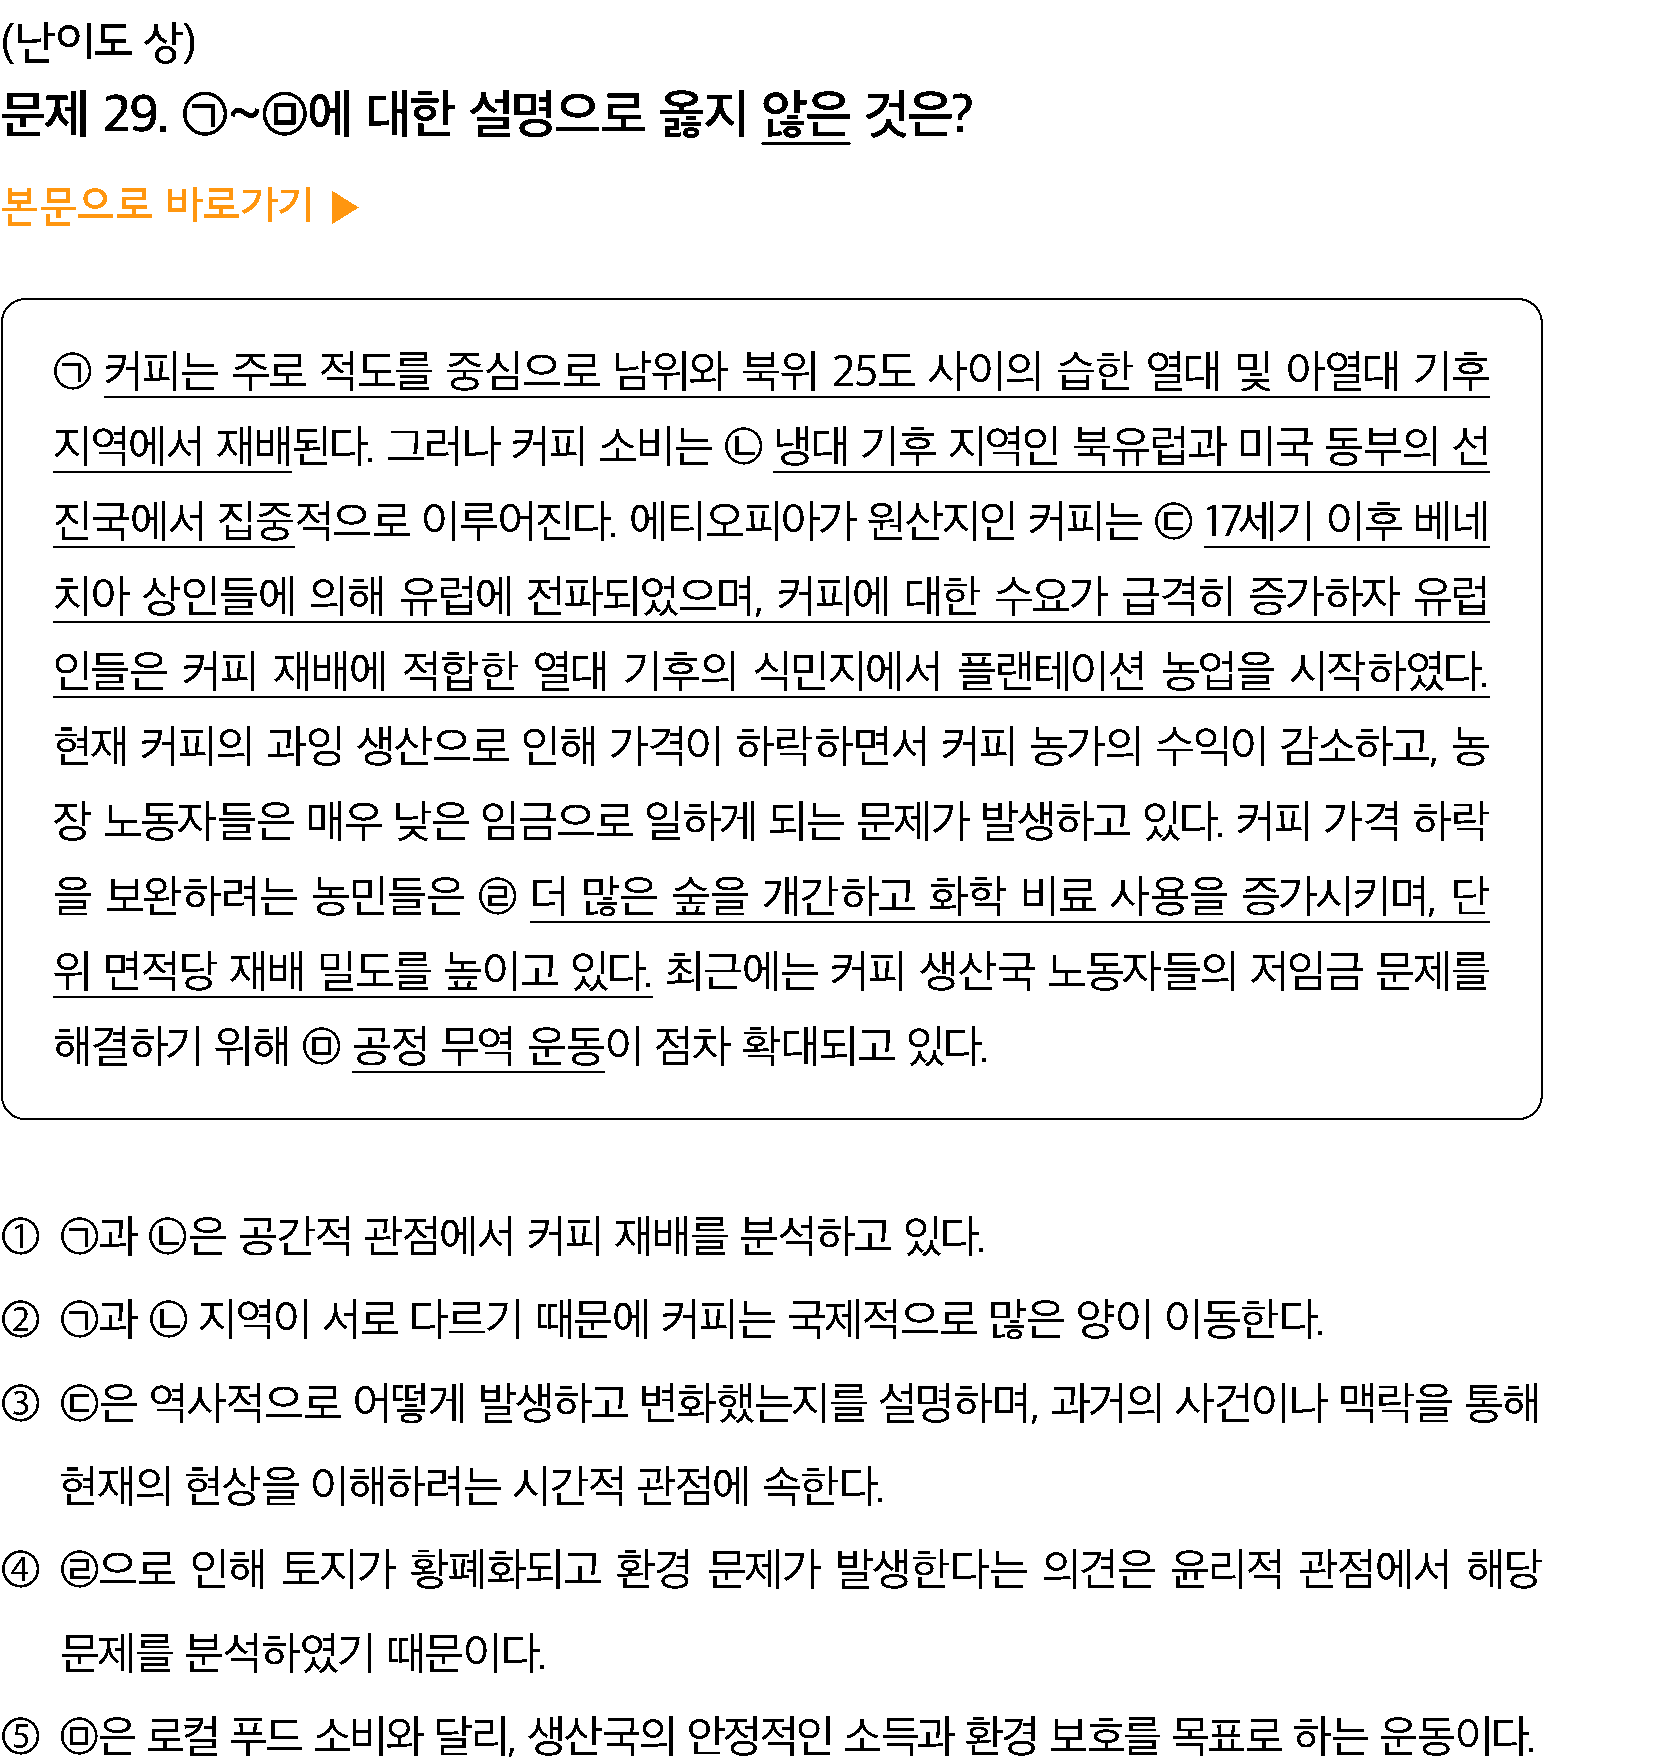 (난이도 상)
문제 29. ㉠~㉤에 대한 설명으로 옳지 않은 것은?
본문으로 바로가기 ▶
㉠ 커피는 주로 적도를 중심으로 남위와 북위 25도 사이의 습한 열대 및 아열대 기후
지역에서 재배된다. 그러나 커피 소비는 ㉡ 냉대 기후 지역인 북유럽과 미국 동부의 선
진국에서 집중적으로 이루어진다. 에티오피아가 원산지인 커피는 ㉢ 17세기 이후 베네
치아 상인들에 의해 유럽에 전파되었으며, 커피에 대한 수요가 급격히 증가하자 유럽
인들은 커피 재배에 적합한 열대 기후의 식민지에서 플랜테이션 농업을 시작하였다.
현재 커피의 과잉 생산으로 인해 가격이 하락하면서 커피 농가의 수익이 감소하고, 농
장 노동자들은 매우 낮은 임금으로 일하게 되는 문제가 발생하고 있다. 커피 가격 하락
을 보완하려는 농민들은 ㉣ 더 많은 숲을 개간하고 화학 비료 사용을 증가시키며, 단
위 면적당 재배 밀도를 높이고 있다. 최근에는 커피 생산국 노동자들의 저임금 문제를
해결하기 위해 ㉤ 공정 무역 운동이 점차 확대되고 있다.
① ㉠과 ㉡은 공간적 관점에서 커피 재배를 분석하고 있다.
② ㉠과 ㉡ 지역이 서로 다르기 때문에 커피는 국제적으로 많은 양이 이동한다.
③ ㉢은 역사적으로 어떻게 발생하고 변화했는지를 설명하며, 과거의 사건이나 맥락을 통해
현재의 현상을 이해하려는 시간적 관점에 속한다.
④ ㉣으로 인해 토지가 황폐화되고 환경 문제가 발생한다는 의견은 윤리적 관점에서 해당
문제를 분석하였기 때문이다.
⑤ ㉤은 로컬 푸드 소비와 달리, 생산국의 안정적인 소득과 환경 보호를 목표로 하는 운동이다.